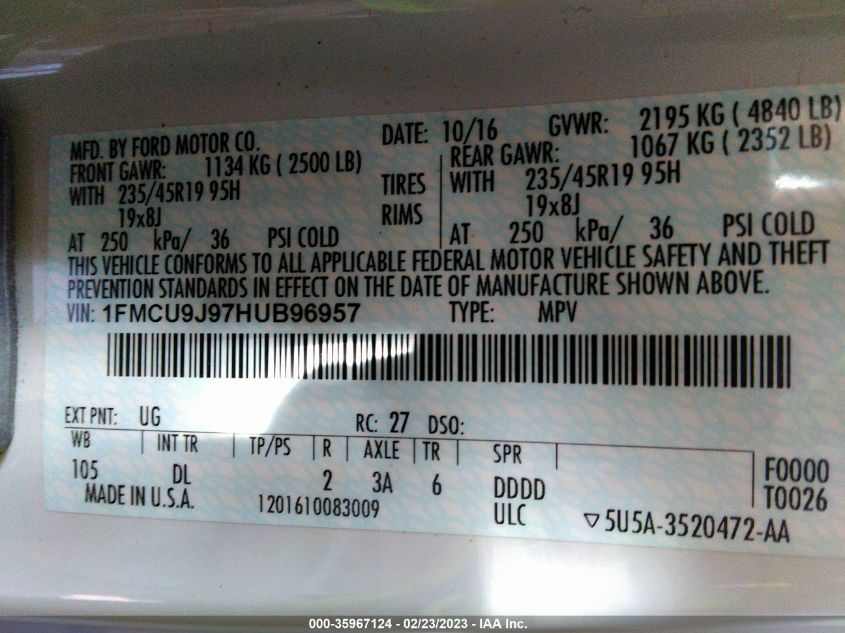 MFD. BY FORD MOTOR CO. DATE: 10/16 GVWR: 2195 KG ( 4840 LB)
FRONT GAWR: 1134 KG ( 2500 LB) REAR GAWR: 1067 KG ( 2352 LB)
WITH 235/45R19 95H TIRES WITH 235/45R19 95H
19x8J RIMS 19x8J
AT 250 kPa/ 36 PSI COLD AT 250 kPa/ 36 PSI COLD
THIS VEHICLE CONFORMS TO ALL APPLICABLE FEDERAL MOTOR VEHICLE SAFETY AND THEFT
PREVENTION STANDARDS IN EFFECT ON THE DATE OF MANUFACTURE SHOWN ABOVE.
VIN: 1FMCU9J97HUB96957 TYPE: MPV
EXT PNT: UG RC: 27 DSO:
WB INT TR TP/PS R AXLE TR SPR
105 DL 2 3A 6 DDDD F0000
MADE IN U.S.A. 1201610083009 ULC T0026
▽5U5A-3520472-AA
000-35967124 - 02/23/2023 - IAA Inc.